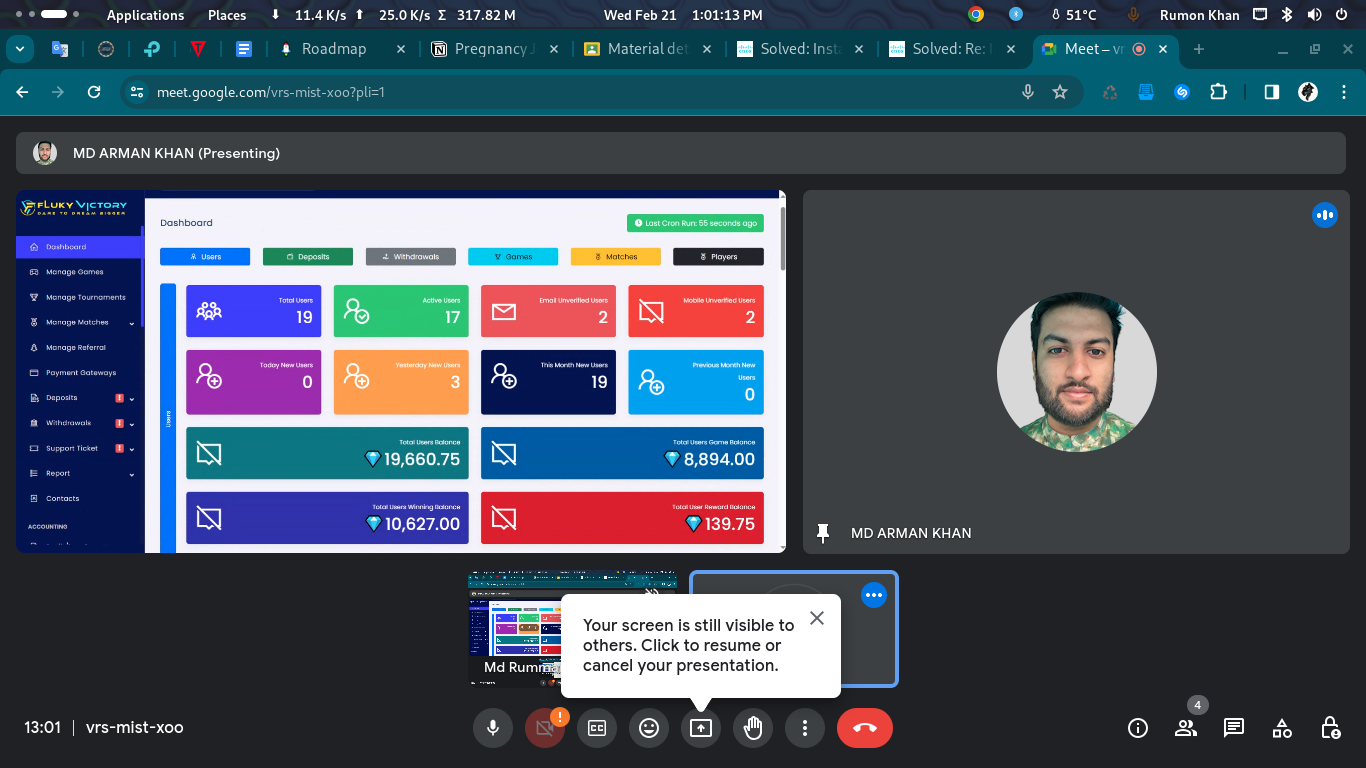 Applications Places 11.4 K/s 25.0 K/s Σ 317.82 M Wed Feb 21 1:01:13 PM 51°C Rumon Khan
Roadmap Pregnancy Material det Solved: Insta Solved: Re: Meet – vr
meet.google.com/vrs-mist-xoo?pli=1
MD ARMAN KHAN (Presenting)
FLUKY VICTORY
DARE TO DREAM BIGGER
Dashboard
Manage Games
Manage Tournaments
Manage Matches
Manage Referral
Payment Gateways
Deposits
Withdrawals
Support Ticket
Report
Contacts
ACCOUNTING
Dashboard
Last Cron Run: 55 seconds ago
Users Deposits Withdrawals Games Matches Players
Users
Total Users
19
Active Users
17
Email Unverified Users
2
Mobile Unverified Users
2
Today New Users
0
Yesterday New Users
3
This Month New Users
19
Previous Month New
Users
0
Total Users Balance
19,660.75
Total Users Game Balance
8,894.00
Total Users Winning Balance
10,627.00
Total User Reward Balance
139.75
MD ARMAN KHAN
Md Rumma
Your screen is still visible to
others. Click to resume or
cancel your presentation.
13:01 vrs-mist-xoo
CC
4